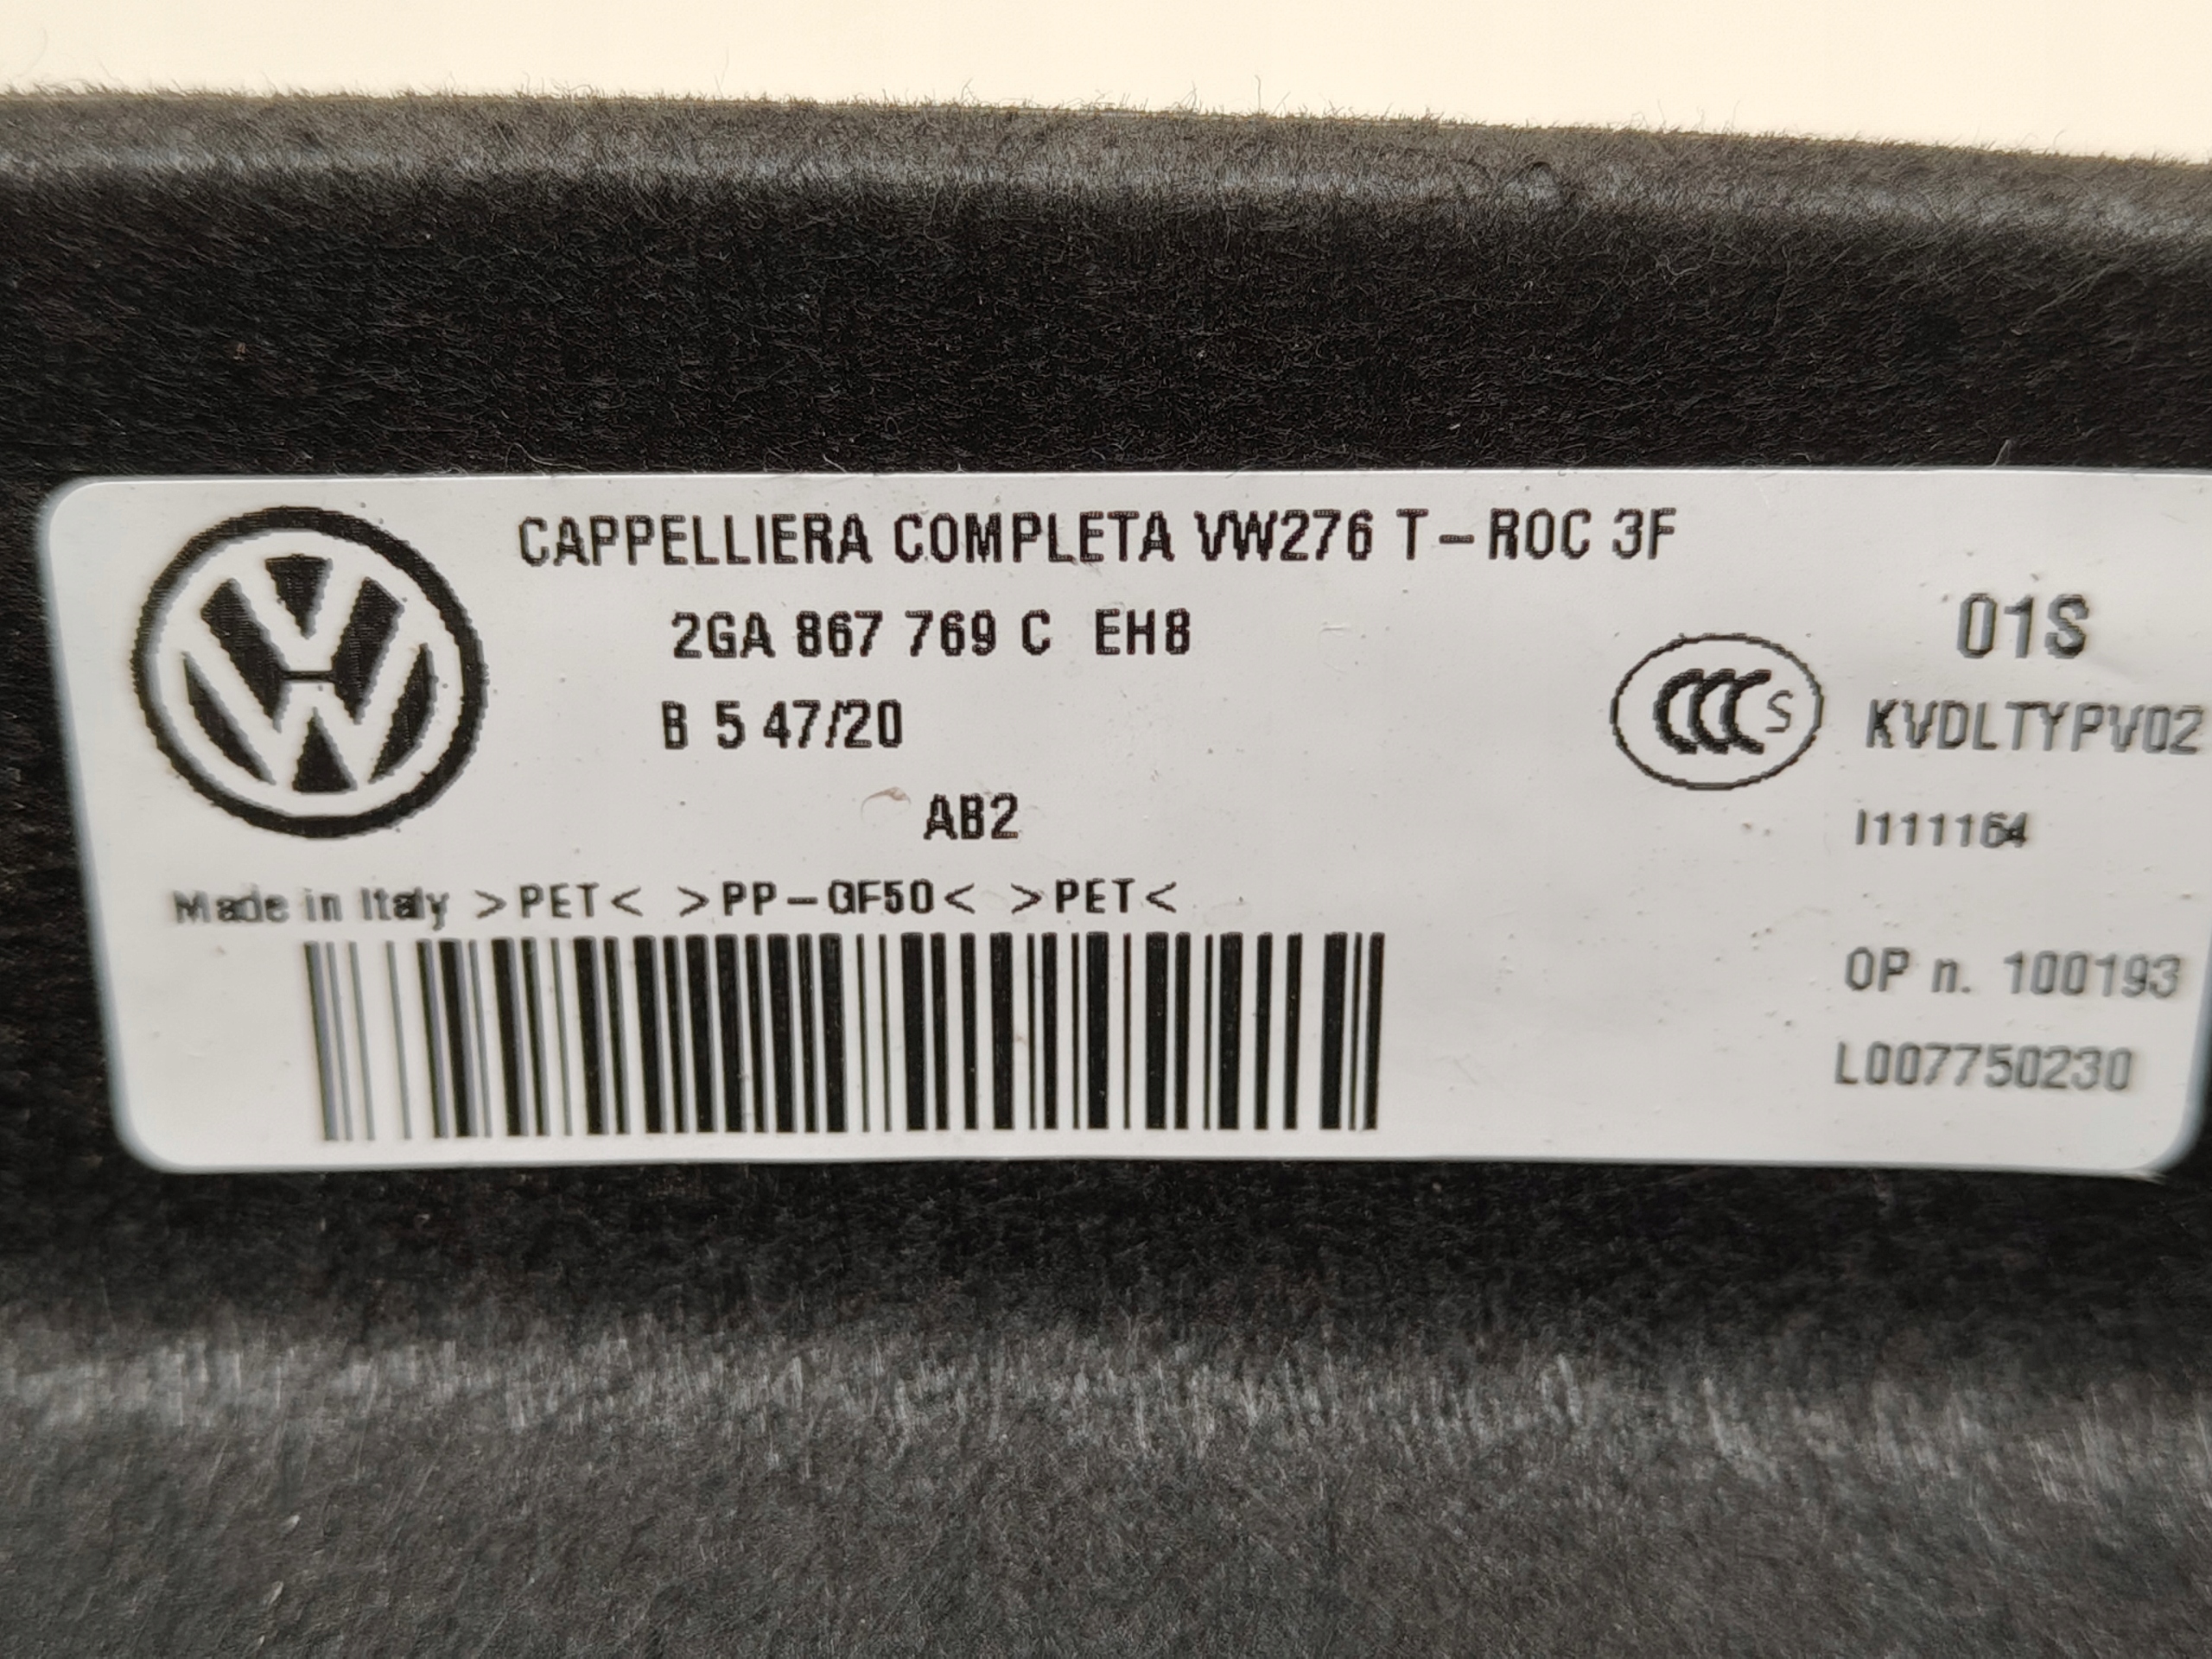 CAPPELLIERA COMPLETA VW276 T-ROC 3F
2GA 867 769 C EH8
B 5 47/20
AB2
Made in Italy >PET< >PP-GF50< >PET<
CCC S
01S
KVDLTYPV02
I111164
OP n. 100193
L007750230